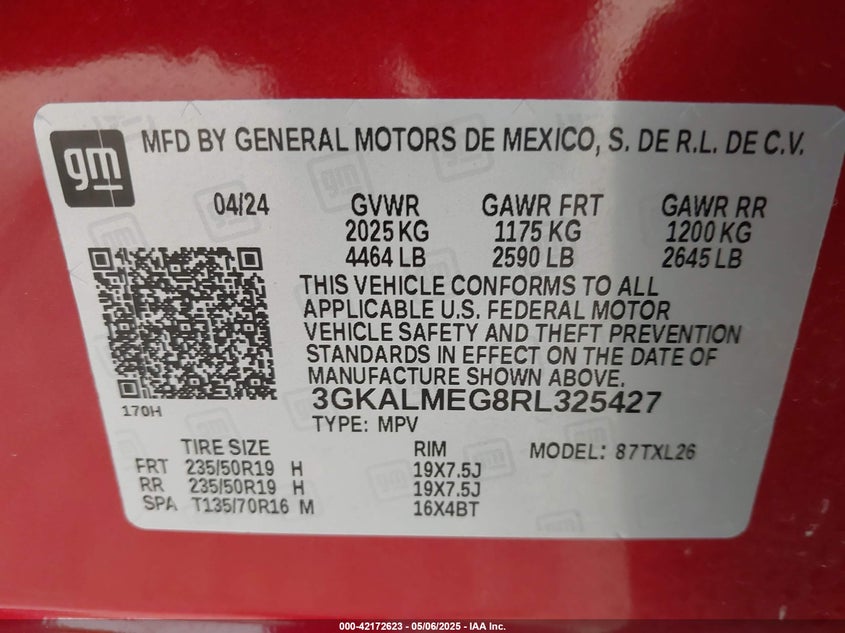 gm
MFD BY GENERAL MOTORS DE MEXICO, S. DE R.L. DE C.V.
04/24 GVWR GAWR FRT GAWR RR
2025 KG 1175 KG 1200 KG
4464 LB 2590 LB 2645 LB
THIS VEHICLE CONFORMS TO ALL
APPLICABLE U.S. FEDERAL MOTOR
VEHICLE SAFETY AND THEFT PREVENTION
STANDARDS IN EFFECT ON THE DATE OF
MANUFACTURE SHOWN ABOVE.
170H
3GKALMEG8RL325427
TYPE: MPV
TIRE SIZE RIM MODEL: 87TXL26
FRT 235/50R19 H 19X7.5J
RR 235/50R19 H 19X7.5J
SPA T135/70R16 M 16X4BT
000-42172623 — 05/06/2025 — IAA Inc.